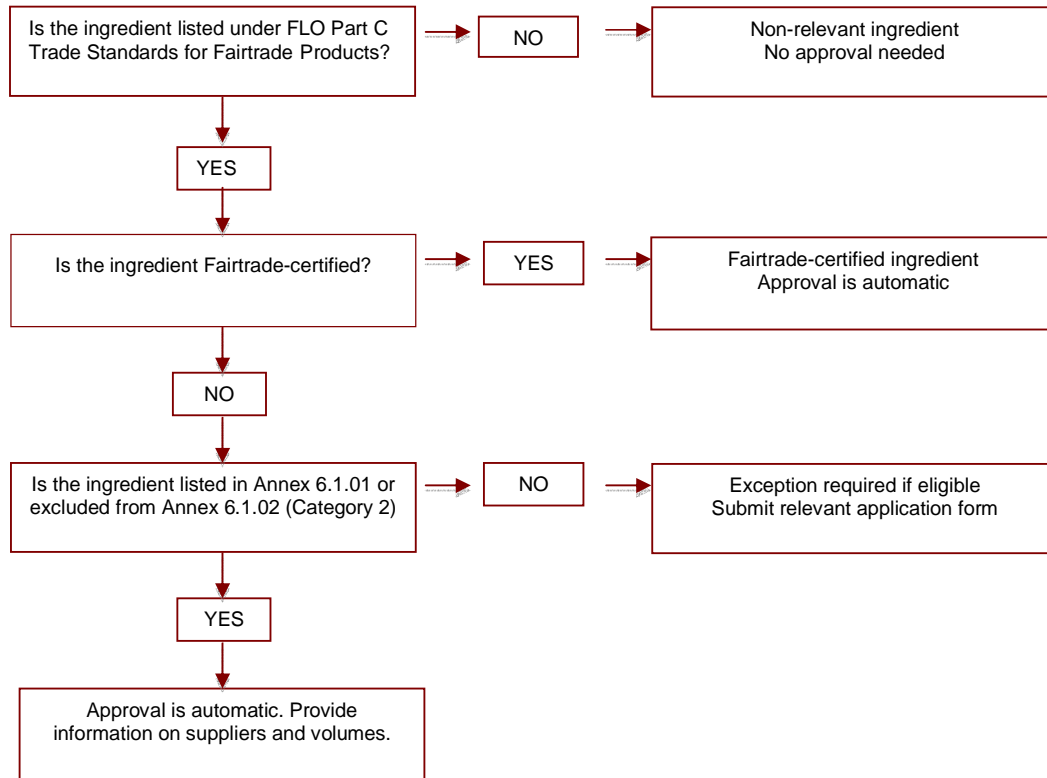 Is the ingredient listed under FLO Part C
Trade Standards for Fairtrade Products?
NO
Non-relevant ingredient
No approval needed
YES
Is the ingredient Fairtrade-certified?
YES
Fairtrade-certified ingredient
Approval is automatic
NO
Is the ingredient listed in Annex 6.1.01 or
excluded from Annex 6.1.02 (Category 2)
NO
Exception required if eligible
Submit relevant application form
YES
Approval is automatic. Provide
information on suppliers and volumes.